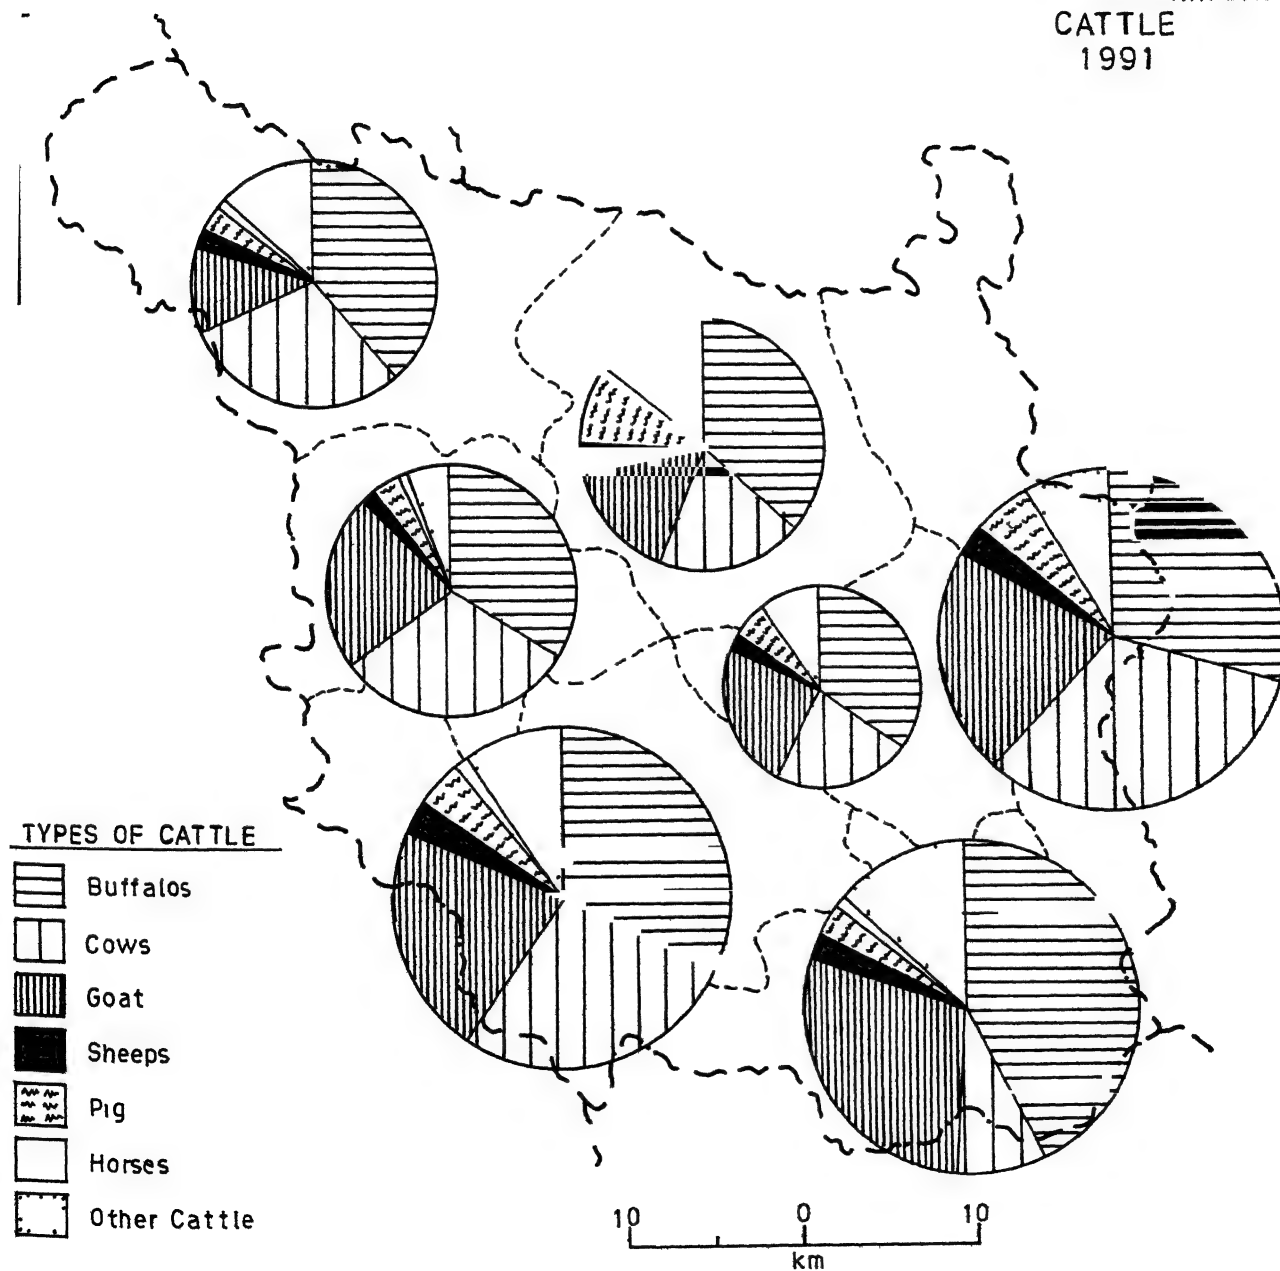 CATTLE
1991
TYPES OF CATTLE
Buffalos
Cows
Goat
Sheeps
Pig
Horses
Other Cattle
10 0 10
km